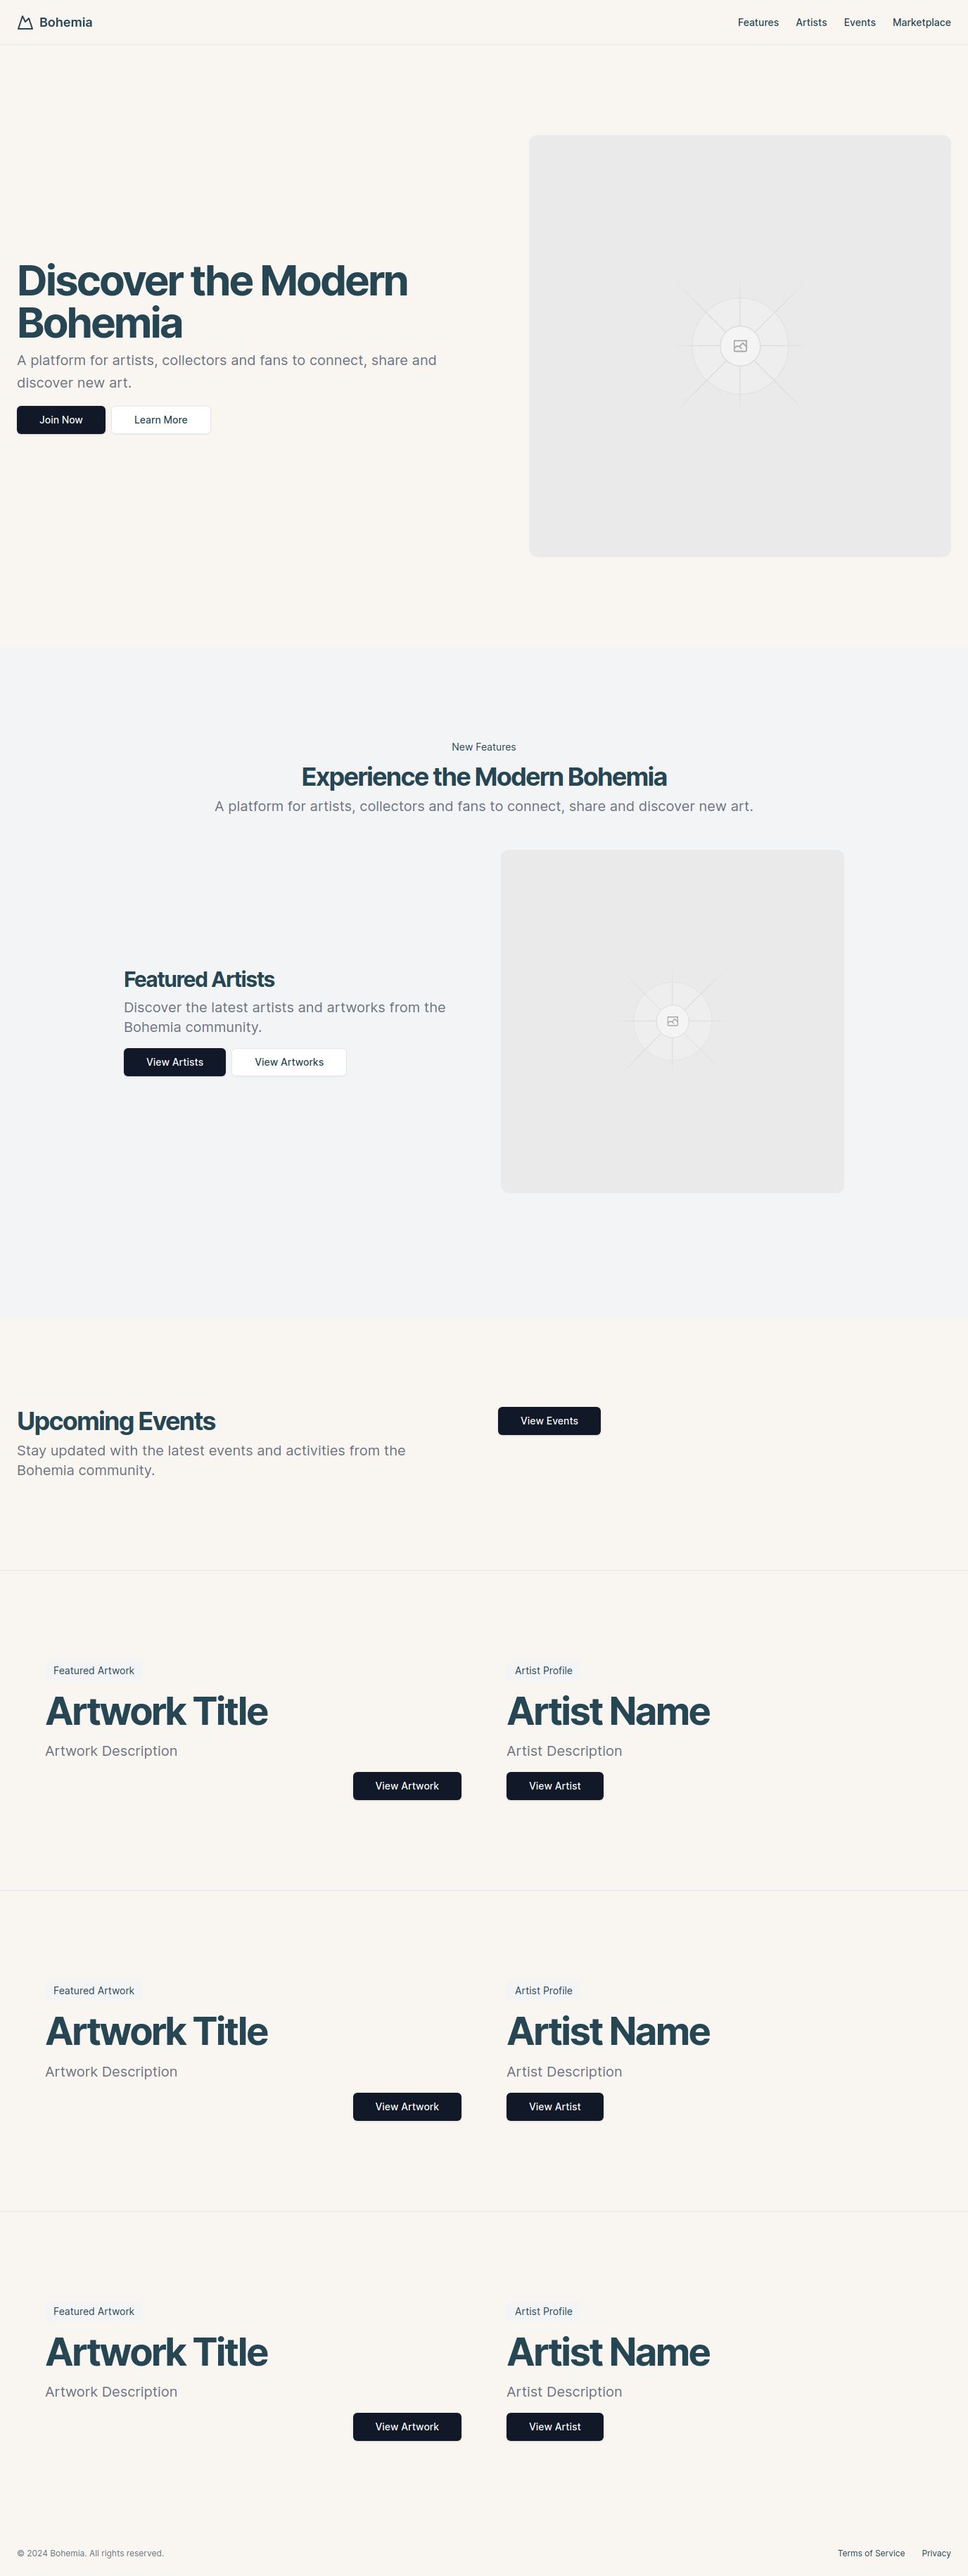 Bohemia
Features
Artists
Events
Marketplace
Discover the Modern
Bohemia
A platform for artists, collectors and fans to connect, share and
discover new art.
Join Now
Learn More
New Features
Experience the Modern Bohemia
A platform for artists, collectors and fans to connect, share and discover new art.
Featured Artists
Discover the latest artists and artworks from the
Bohemia community.
View Artists
View Artworks
Upcoming Events
Stay updated with the latest events and activities from the
Bohemia community.
View Events
Featured Artwork
Artwork Title
Artwork Description
View Artwork
Artist Profile
Artist Name
Artist Description
View Artist
Featured Artwork
Artwork Title
Artwork Description
View Artwork
Artist Profile
Artist Name
Artist Description
View Artist
Featured Artwork
Artwork Title
Artwork Description
View Artwork
Artist Profile
Artist Name
Artist Description
View Artist
© 2024 Bohemia. All rights reserved.
Terms of Service
Privacy